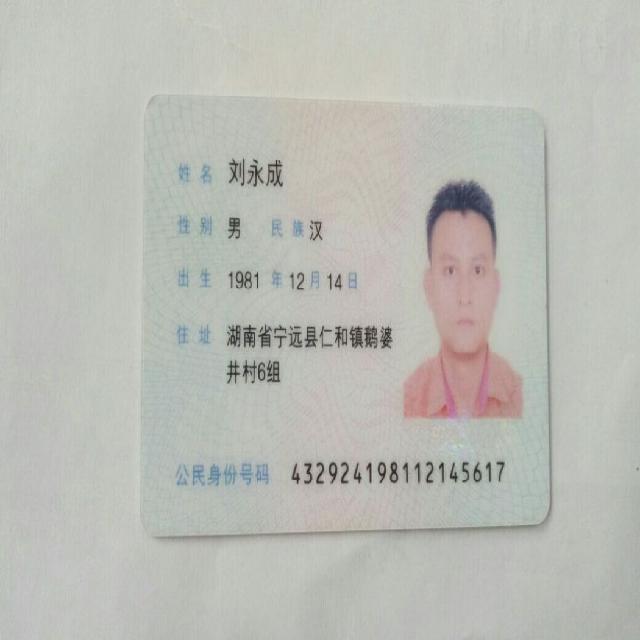 姓名 刘永成
性别 男 民族 汉
出生 1981 年 12 月 14 日
住址 湖南省宁远县仁和镇鹅婆
井村6组
公民身份号码 432924198112145617